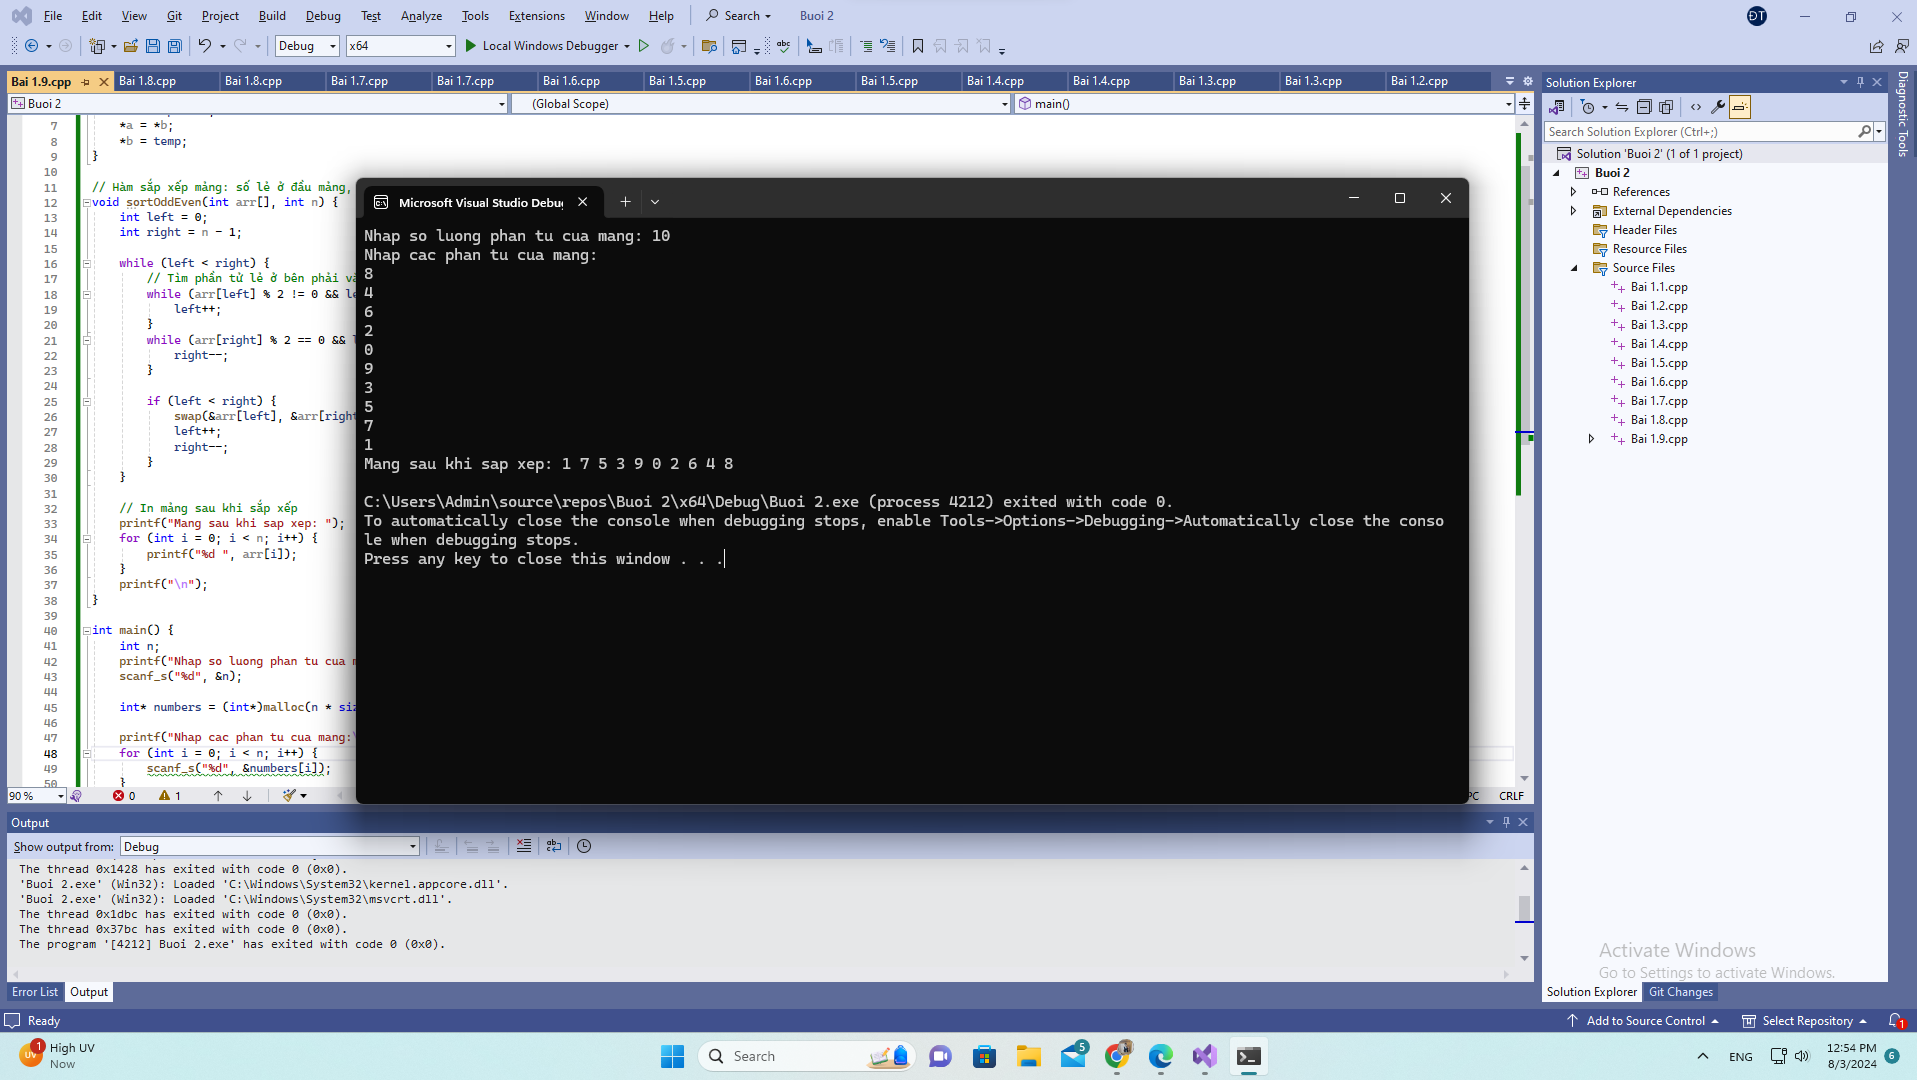 File Edit View Git Project Build Debug Test Analyze Tools Extensions Window Help Search Buoi 2 ĐT
Debug x64 Local Windows Debugger
Bai 1.9.cpp Bai 1.8.cpp Bai 1.8.cpp Bai 1.7.cpp Bai 1.7.cpp Bai 1.6.cpp Bai 1.5.cpp Bai 1.6.cpp Bai 1.5.cpp Bai 1.4.cpp Bai 1.4.cpp Bai 1.3.cpp Bai 1.3.cpp Bai 1.2.cpp
Buoi 2 (Global Scope) main()
7 *a = *b;
8 *b = temp;
9 }
10
11 // Hàm sắp xếp mảng: số lẻ ở đầu mảng,
12 void sortOddEven(int arr[], int n) {
13 int left = 0;
14 int right = n - 1;
15
16 while (left < right) {
17 // Tìm phần tử lẻ ở bên phải và
18 while (arr[left] % 2 != 0 && le
19 left++;
20 }
21 while (arr[right] % 2 == 0 && l
22 right--;
23 }
24
25 if (left < right) {
26 swap(&arr[left], &arr[right
27 left++;
28 right--;
29 }
30 }
31
32 // In mảng sau khi sắp xếp
33 printf("Mang sau khi sap xep: ");
34 for (int i = 0; i < n; i++) {
35 printf("%d ", arr[i]);
36 }
37 printf("\n");
38 }
39
40 int main() {
41 int n;
42 printf("Nhap so luong phan tu cua m
43 scanf_s("%d", &n);
44
45 int* numbers = (int*)malloc(n * siz
46
47 printf("Nhap cac phan tu cua mang:\
48 for (int i = 0; i < n; i++) {
49 scanf_s("%d", &numbers[i]);
50 }
90 % 0 1 PC CRLF
Microsoft Visual Studio Debu
Nhap so luong phan tu cua mang: 10
Nhap cac phan tu cua mang:
8
4
6
2
0
9
3
5
7
1
Mang sau khi sap xep: 1 7 5 3 9 0 2 6 4 8
C:\Users\Admin\source\repos\Buoi 2\x64\Debug\Buoi 2.exe (process 4212) exited with code 0.
To automatically close the console when debugging stops, enable Tools->Options->Debugging->Automatically close the conso
le when debugging stops.
Press any key to close this window . . .
Output
Show output from: Debug
The thread 0x1428 has exited with code 0 (0x0).
'Buoi 2.exe' (Win32): Loaded 'C:\Windows\System32\kernel.appcore.dll'.
'Buoi 2.exe' (Win32): Loaded 'C:\Windows\System32\msvcrt.dll'.
The thread 0x1dbc has exited with code 0 (0x0).
The thread 0x37bc has exited with code 0 (0x0).
The program '[4212] Buoi 2.exe' has exited with code 0 (0x0).
Error List Output
Solution Explorer
Search Solution Explorer (Ctrl+;)
Solution 'Buoi 2' (1 of 1 project)
Buoi 2
References
External Dependencies
Header Files
Resource Files
Source Files
Bai 1.1.cpp
Bai 1.2.cpp
Bai 1.3.cpp
Bai 1.4.cpp
Bai 1.5.cpp
Bai 1.6.cpp
Bai 1.7.cpp
Bai 1.8.cpp
Bai 1.9.cpp
Activate Windows
Go to Settings to activate Windows.
Solution Explorer Git Changes
Diagnostic Tools
Ready Add to Source Control Select Repository 1
UV 1 High UV
Now
Search 5 ENG
12:54 PM
8/3/2024 6